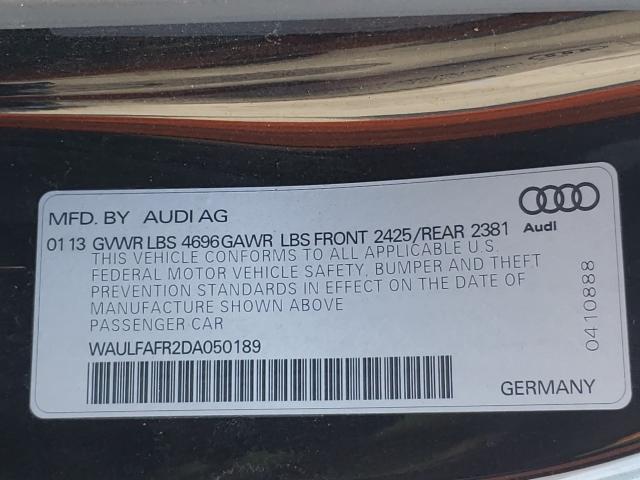 MFD. BY AUDI AG
Audi
01 13 GVWR LBS 4696 GAWR LBS FRONT 2425/REAR 2381
THIS VEHICLE CONFORMS TO ALL APPLICABLE U.S.
FEDERAL MOTOR VEHICLE SAFETY, BUMPER AND THEFT
PREVENTION STANDARDS IN EFFECT ON THE DATE OF
MANUFACTURE SHOWN ABOVE
PASSENGER CAR
WAULFAFR2DA050189
0410888
GERMANY